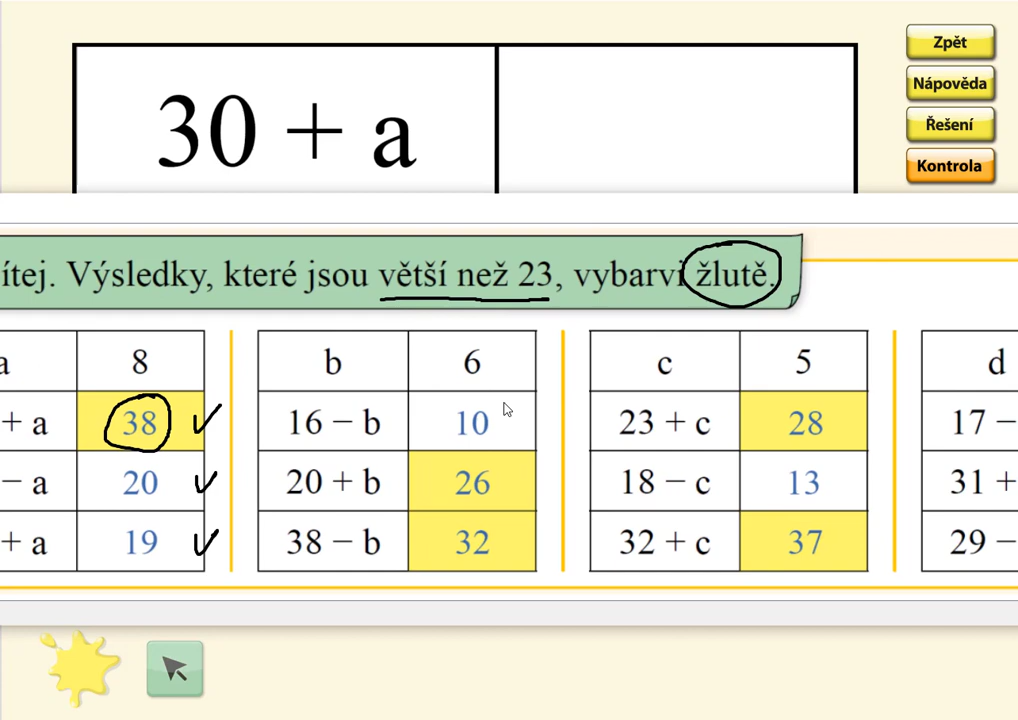 Zpět
Nápověda
Řešení
Kontrola
30 + a
ítej. Výsledky, které jsou větší než 23, vybarvi žlutě.
a 8
+ a 38
− a 20
+ a 19
b 6
16 − b 10
20 + b 26
38 − b 32
c 5
23 + c 28
18 − c 13
32 + c 37
d
17 −
31 +
29 −